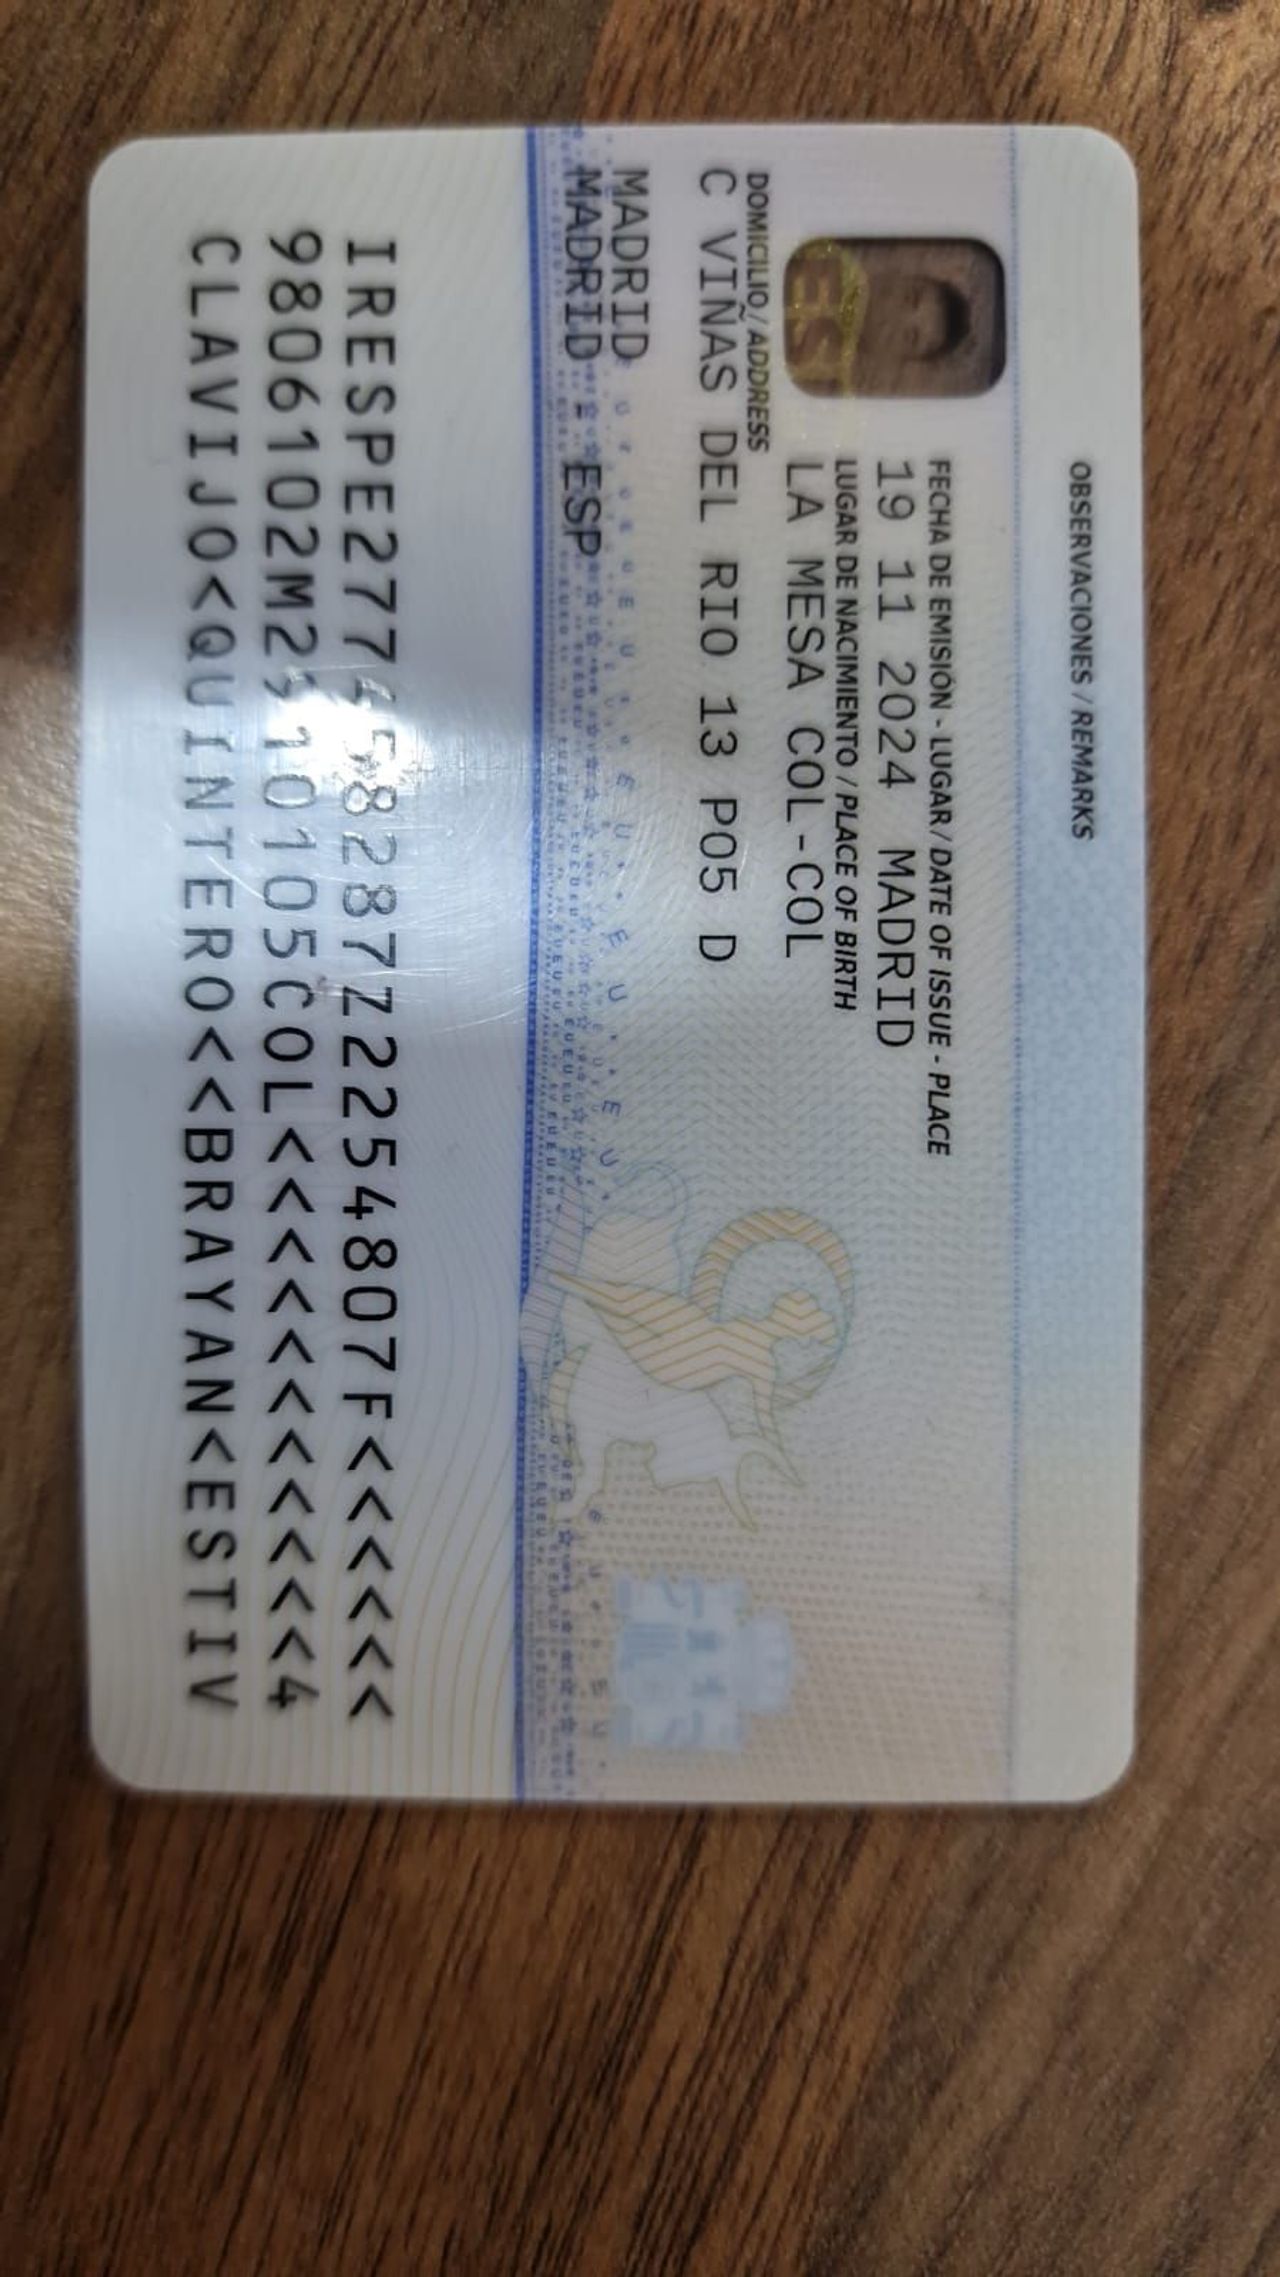 OBSERVACIONES / REMARKS
FECHA DE EMISIÓN - LUGAR / DATE OF ISSUE - PLACE
19 11 2024 MADRID
LUGAR DE NACIMIENTO / PLACE OF BIRTH
LA MESA COL-COL
DOMICILIO / ADDRESS
C VIÑAS DEL RIO 13 P05 D
MADRID
MADRID - ESP
9806102M2911010105COL<<<<<<<<<<<4
CLAVIJO<QUINTERO<<BRAYAN<ESTIV